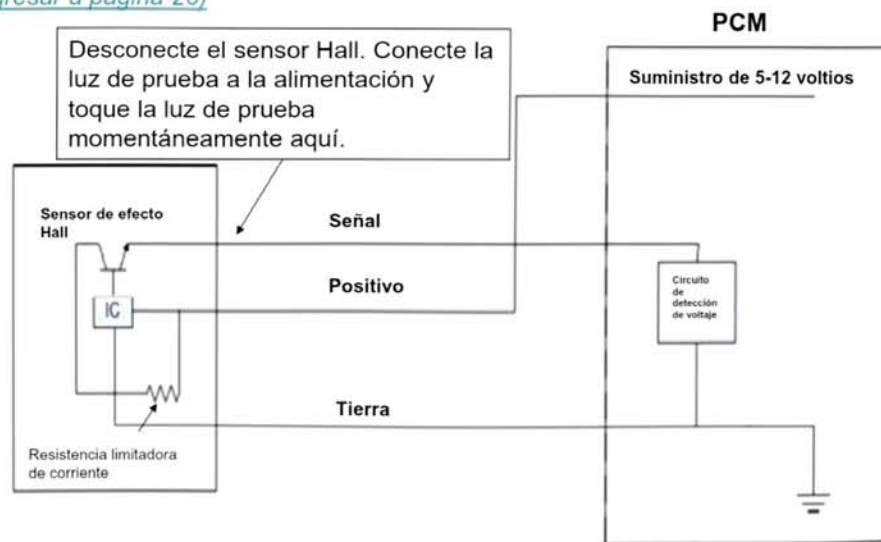 página 20)
PCM
Desconecte el sensor Hall. Conecte la
luz de prueba a la alimentación y
toque la luz de prueba
momentáneamente aquí.
Suministro de 5-12 voltios
Sensor de efecto
Hall
Señal
Positivo
IC
Circuito
de
detección
de voltaje
Tierra
Resistencia limitadora
de corriente